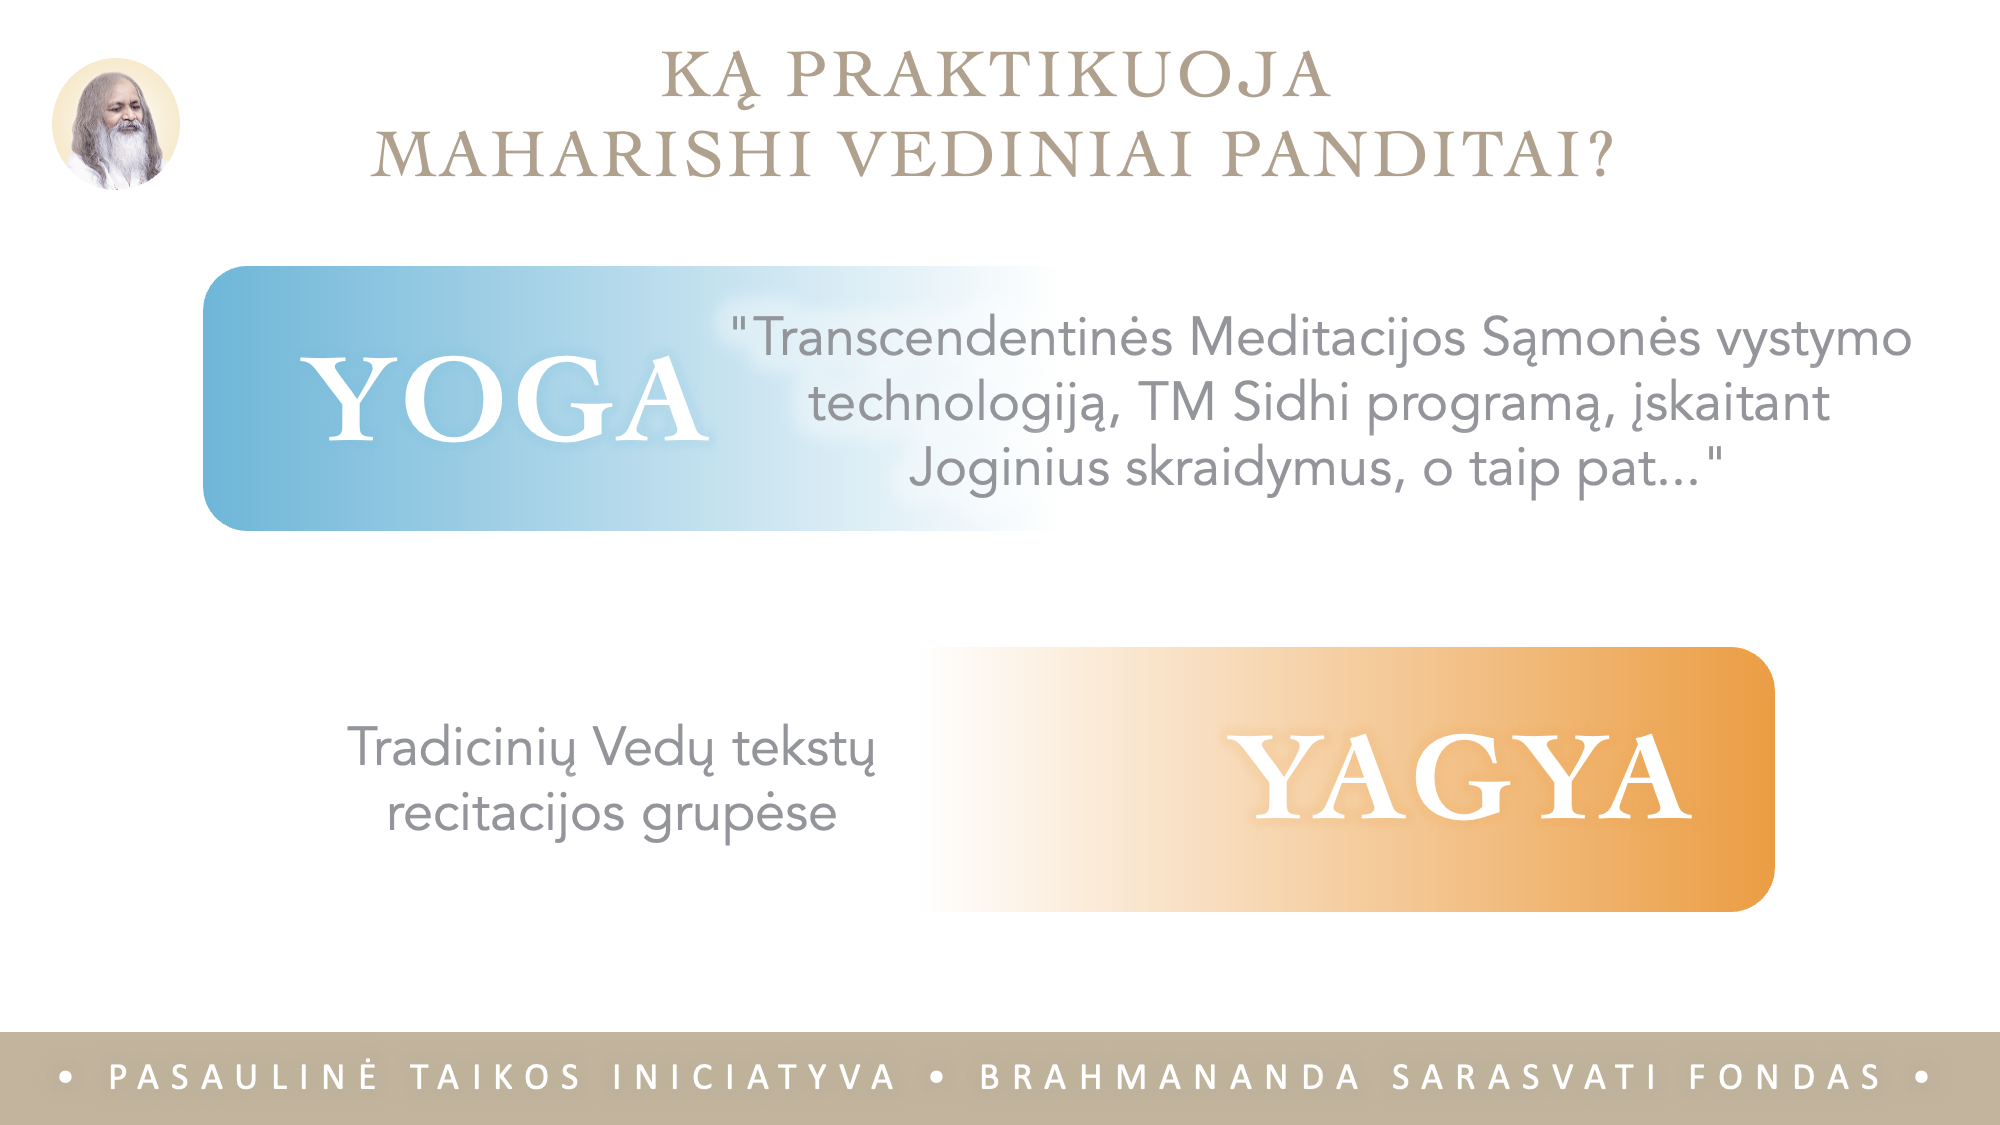 KĄ PRAKTIKUOJA
MAHARISHI VEDINIAI PANDITAI?
YOGA
"Transcendentinės Meditacijos Sąmonės vystymo
technologiją, TM Sidhi programą, įskaitant
Joginius skraidymus, o taip pat..."
Tradicinių Vedų tekstų
recitacijos grupėse
YAGYA
• PASAULINĖ TAIKOS INICIATYVA • BRAHMANANDA SARASVATI FONDAS •